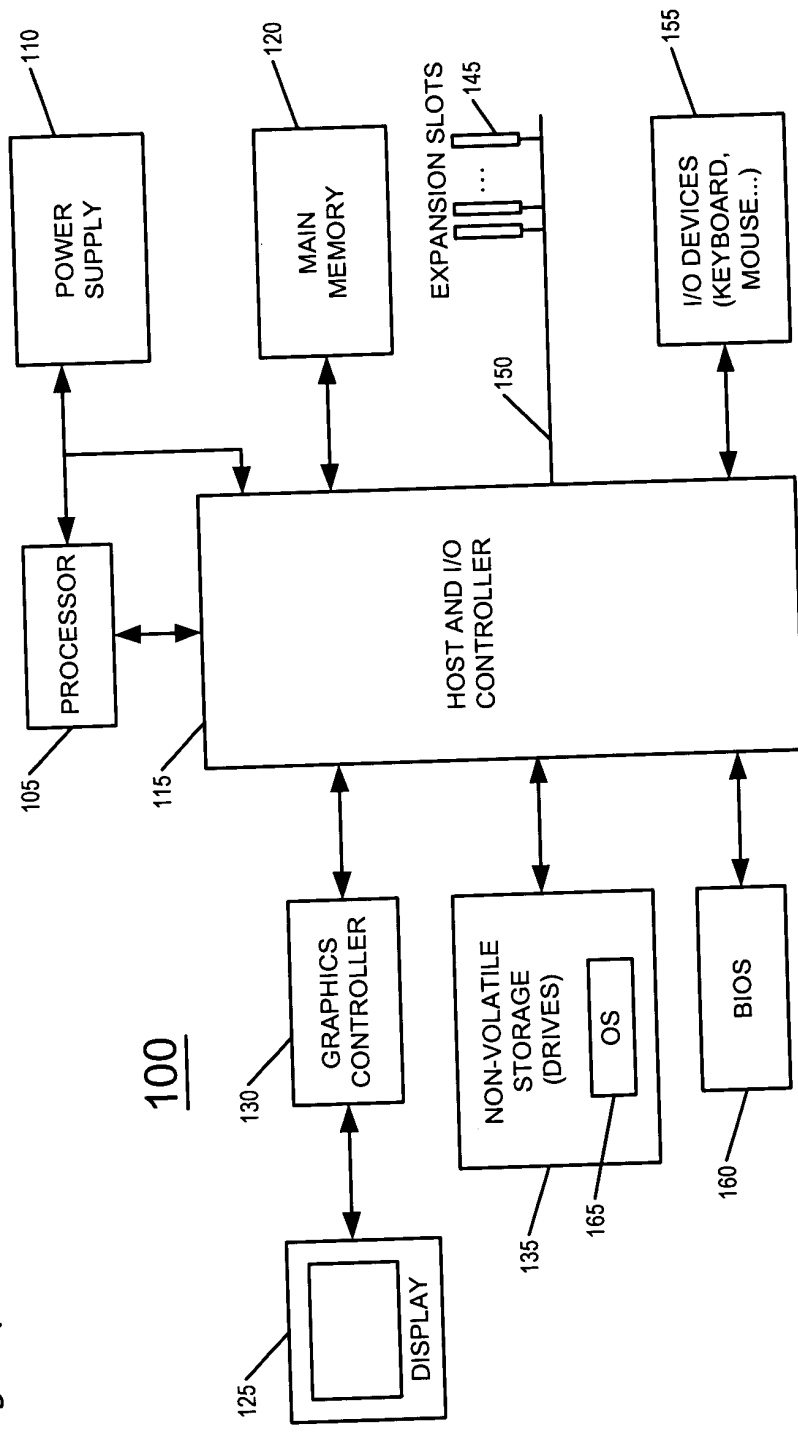 100
110
POWER
SUPPLY
105
PROCESSOR
120
MAIN
MEMORY
115
HOST AND I/O
CONTROLLER
EXPANSION SLOTS
...
145
150
155
I/O DEVICES
(KEYBOARD,
MOUSE...)
125
DISPLAY
130
GRAPHICS
CONTROLLER
135
NON-VOLATILE
STORAGE
(DRIVES)
165
OS
160
BIOS